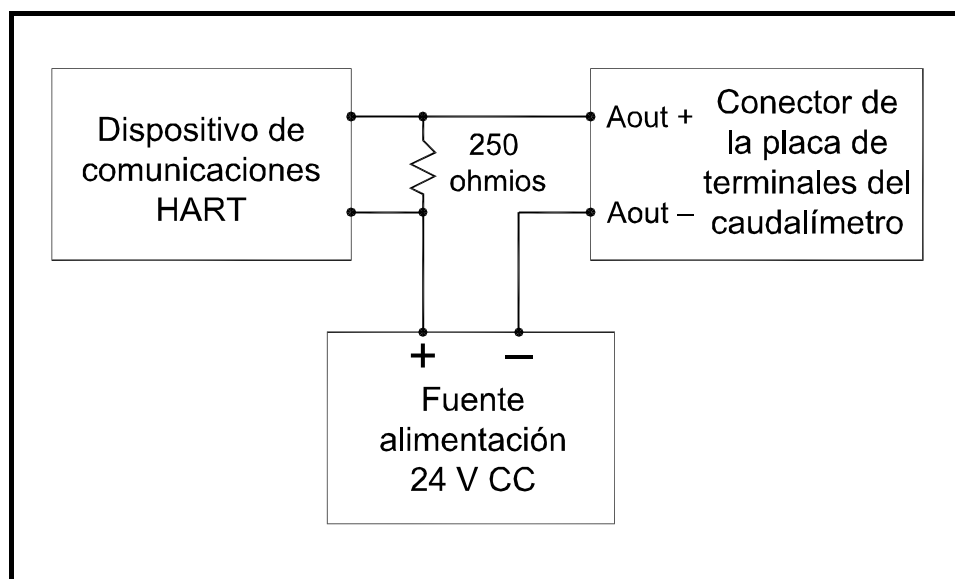 Dispositivo de
comunicaciones
HART
250
ohmios
Aout +
Aout –
Conector de
la placa de
terminales del
caudalímetro
+ –
Fuente
alimentación
24 V CC